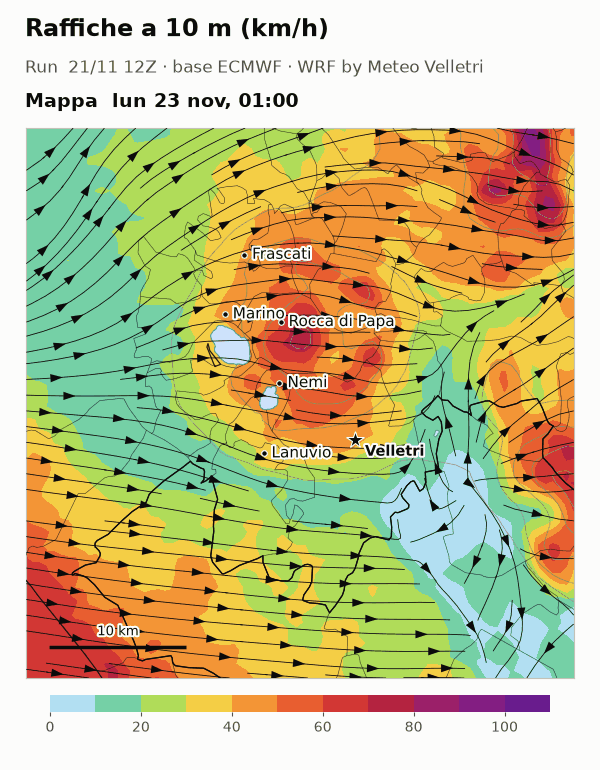 Raffiche a 10 m (km/h)
Run  21/11 12Z · base ECMWF · WRF by Meteo Velletri
Mappa  lun 23 nov, 01:00
Frascati
Marino
Rocca di Papa
Nemi
Lanuvio
Velletri
10 km
0 20 40 60 80 100